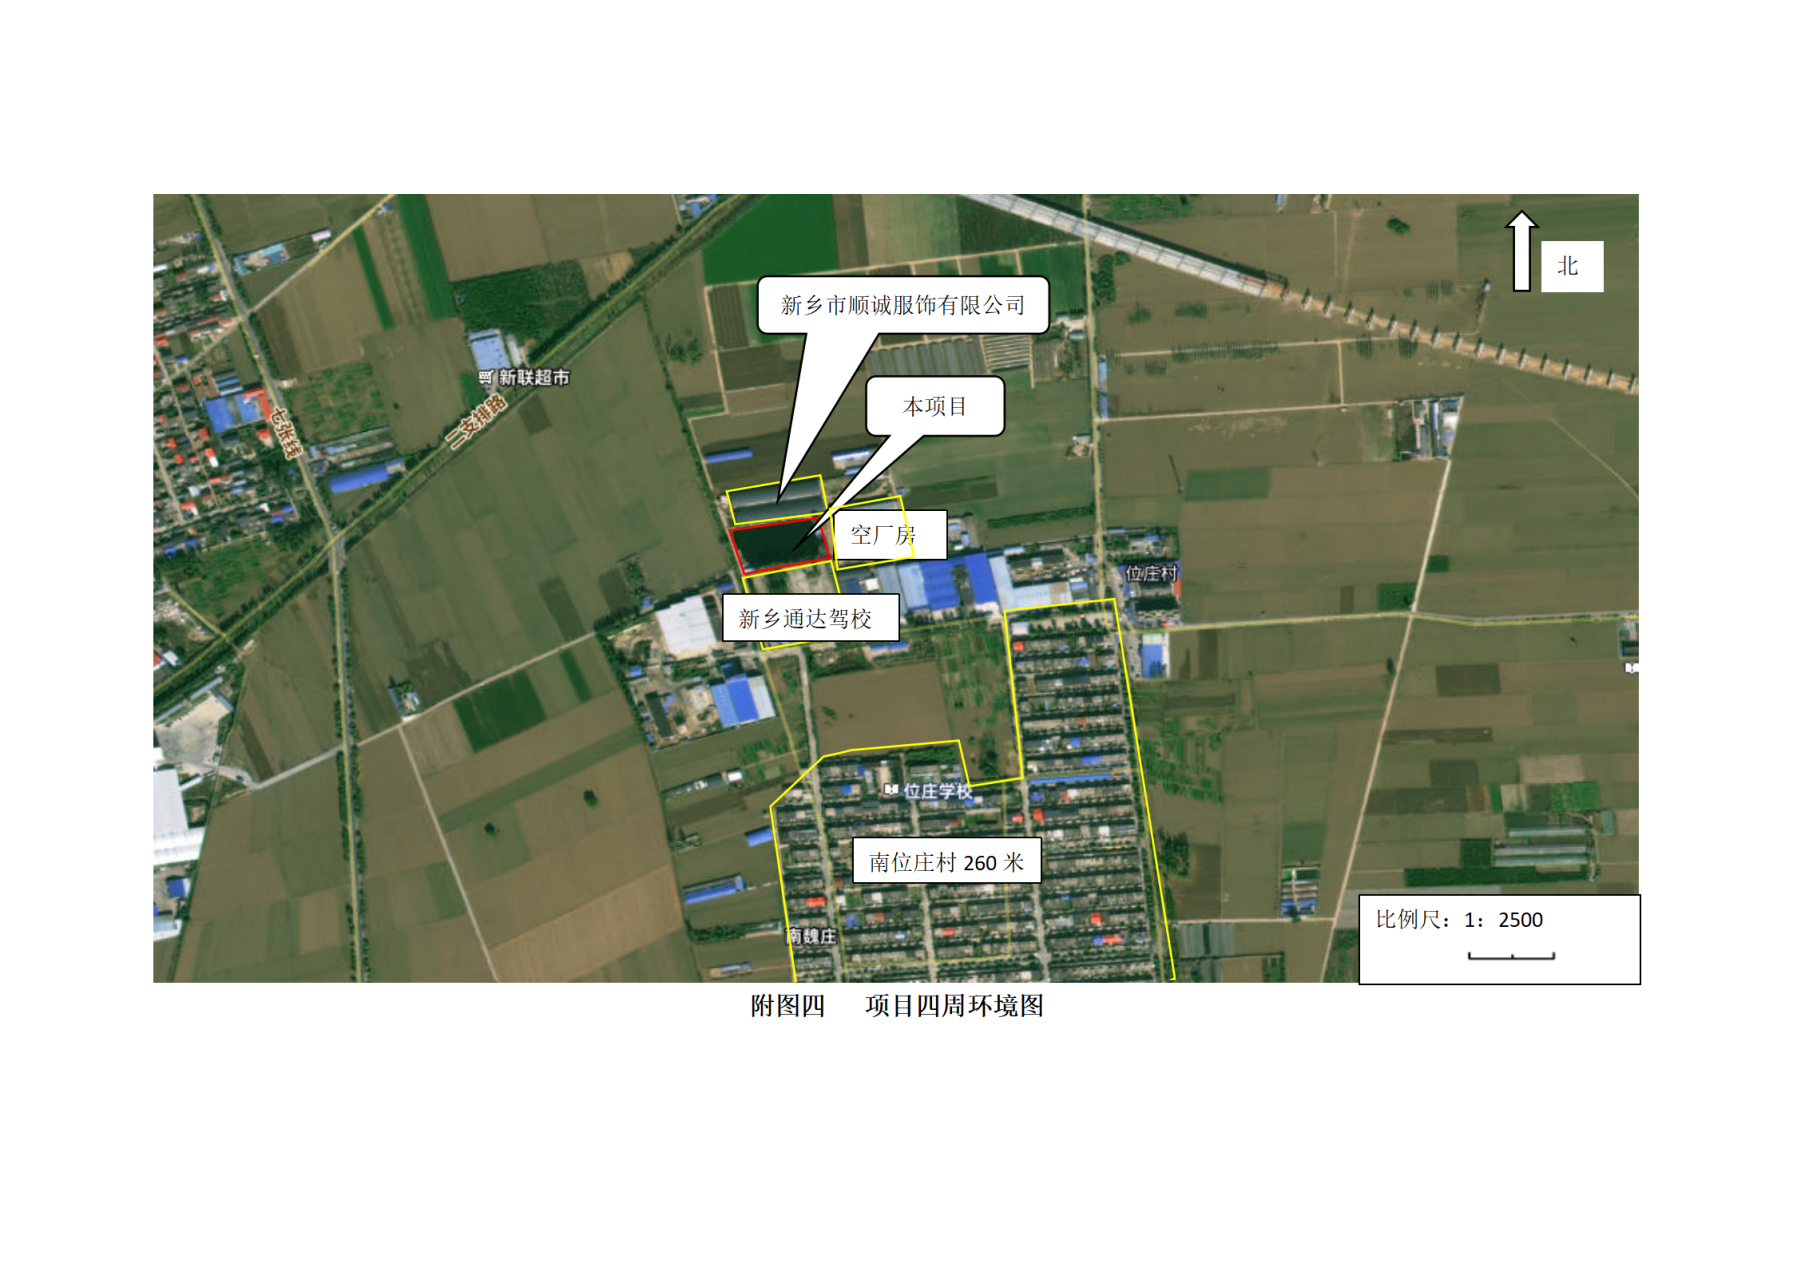 北
新乡市顺诚服饰有限公司
新联超市
本项目
二支排路
七张线
空厂房
位庄村
新乡通达驾校
位庄学校
南位庄村 260 米
南魏庄
比例尺：1：2500
附图四 项目四周环境图